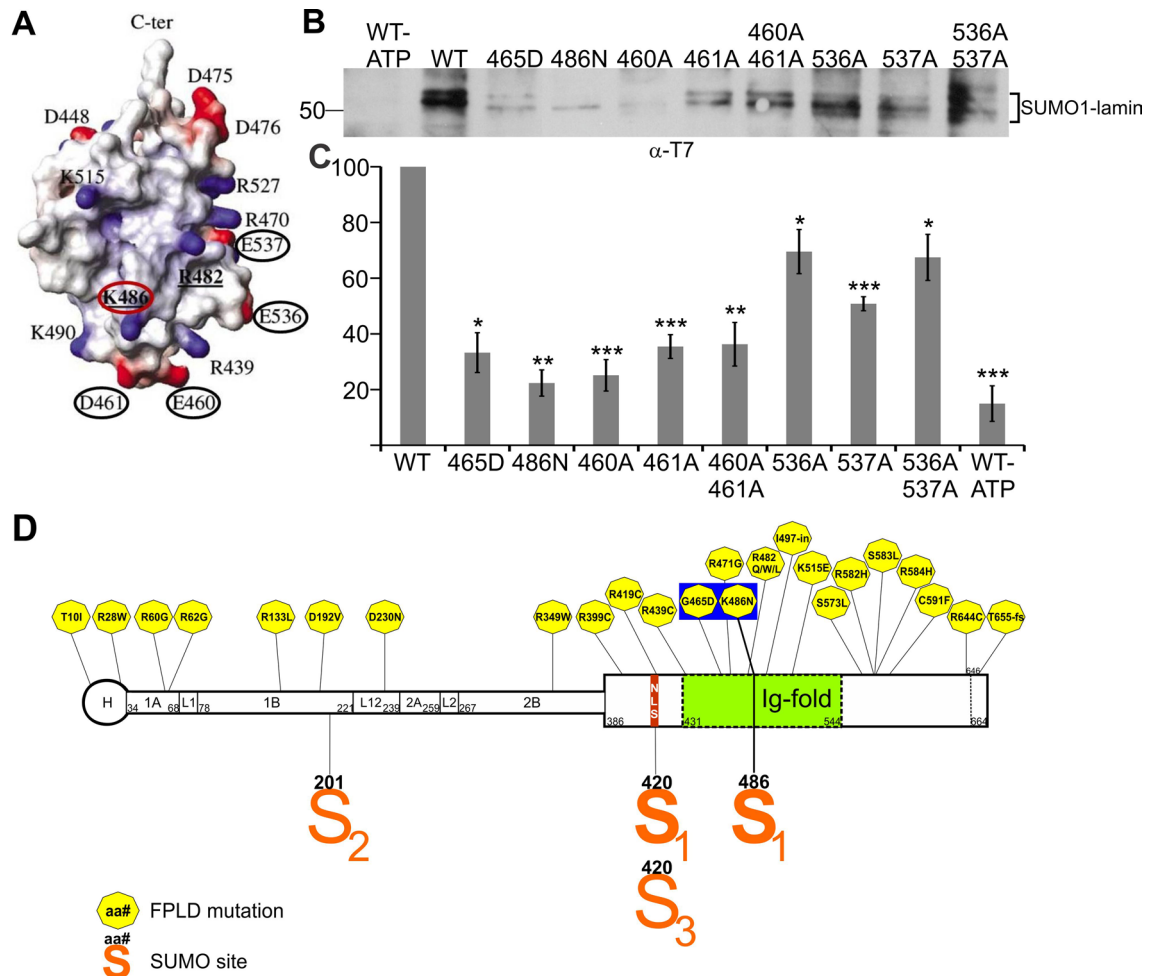 A
C-ter
D475
D448
D476
K515
R527
R470
E537
R482
K486
E536
K490
R439
D461
E460
B
WT-
ATP
WT
465D
486N
460A
461A
460A
461A
536A
537A
536A
537A
50
SUMO1-lamin
α-T7
C
100
80
60
40
20
*
**
***
***
**
*
***
*
***
WT
465D
486N
460A
461A
460A
461A
536A
537A
536A
537A
WT-
ATP
D
T10I
R28W
R60G
R62G
R133L
D192V
D230N
R349W
R399C
R419C
R439C
G465D
R471G
K486N
R482
Q/W/L
I497-in
K515E
S573L
R582H
S583L
R584H
C591F
R644C
T655-fs
H
34
1A
68
L1
78
1B
221
L12
239
2A
259
L2
267
2B
386
NLS
431
Ig-fold
544
646
664
201
S2
420
S1
486
S1
420
S3
aa#
FPLD mutation
aa#
S
SUMO site